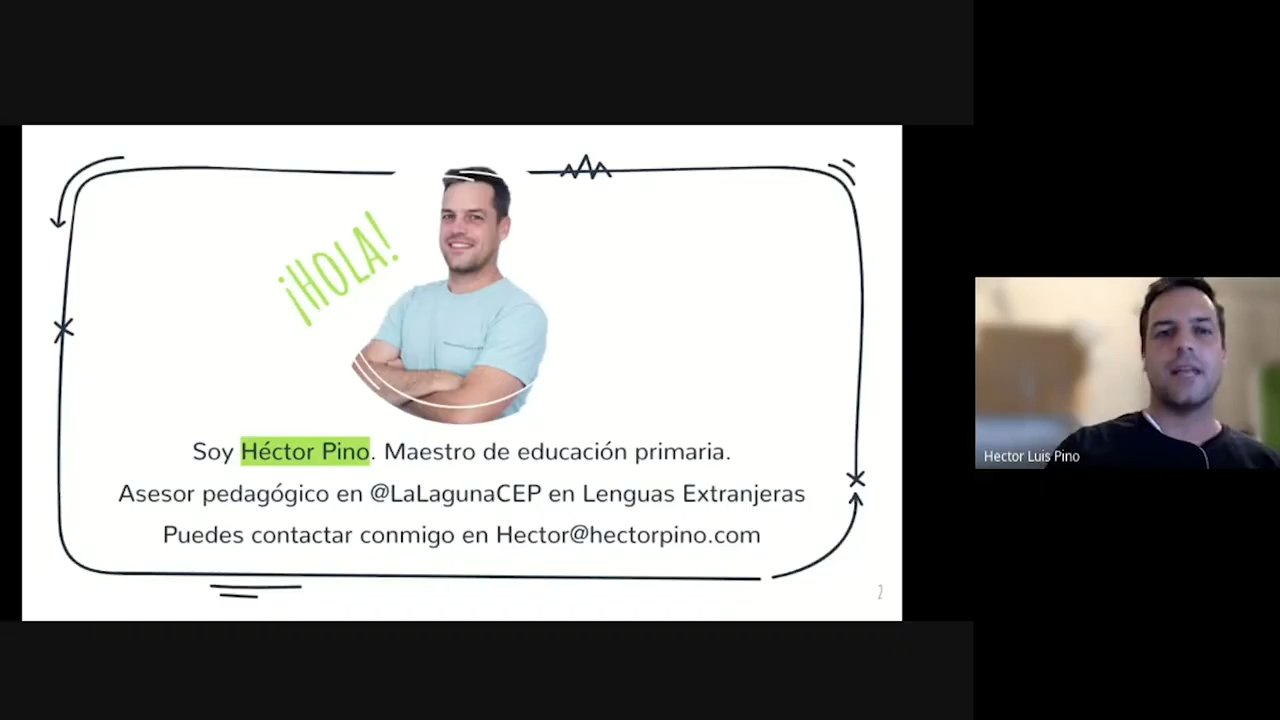 ¡HOLA!
Soy Héctor Pino. Maestro de educación primaria.
Asesor pedagógico en @LaLagunaCEP en Lenguas Extranjeras
Puedes contactar conmigo en Hector@hectorpino.com
2
Hector Luis Pino